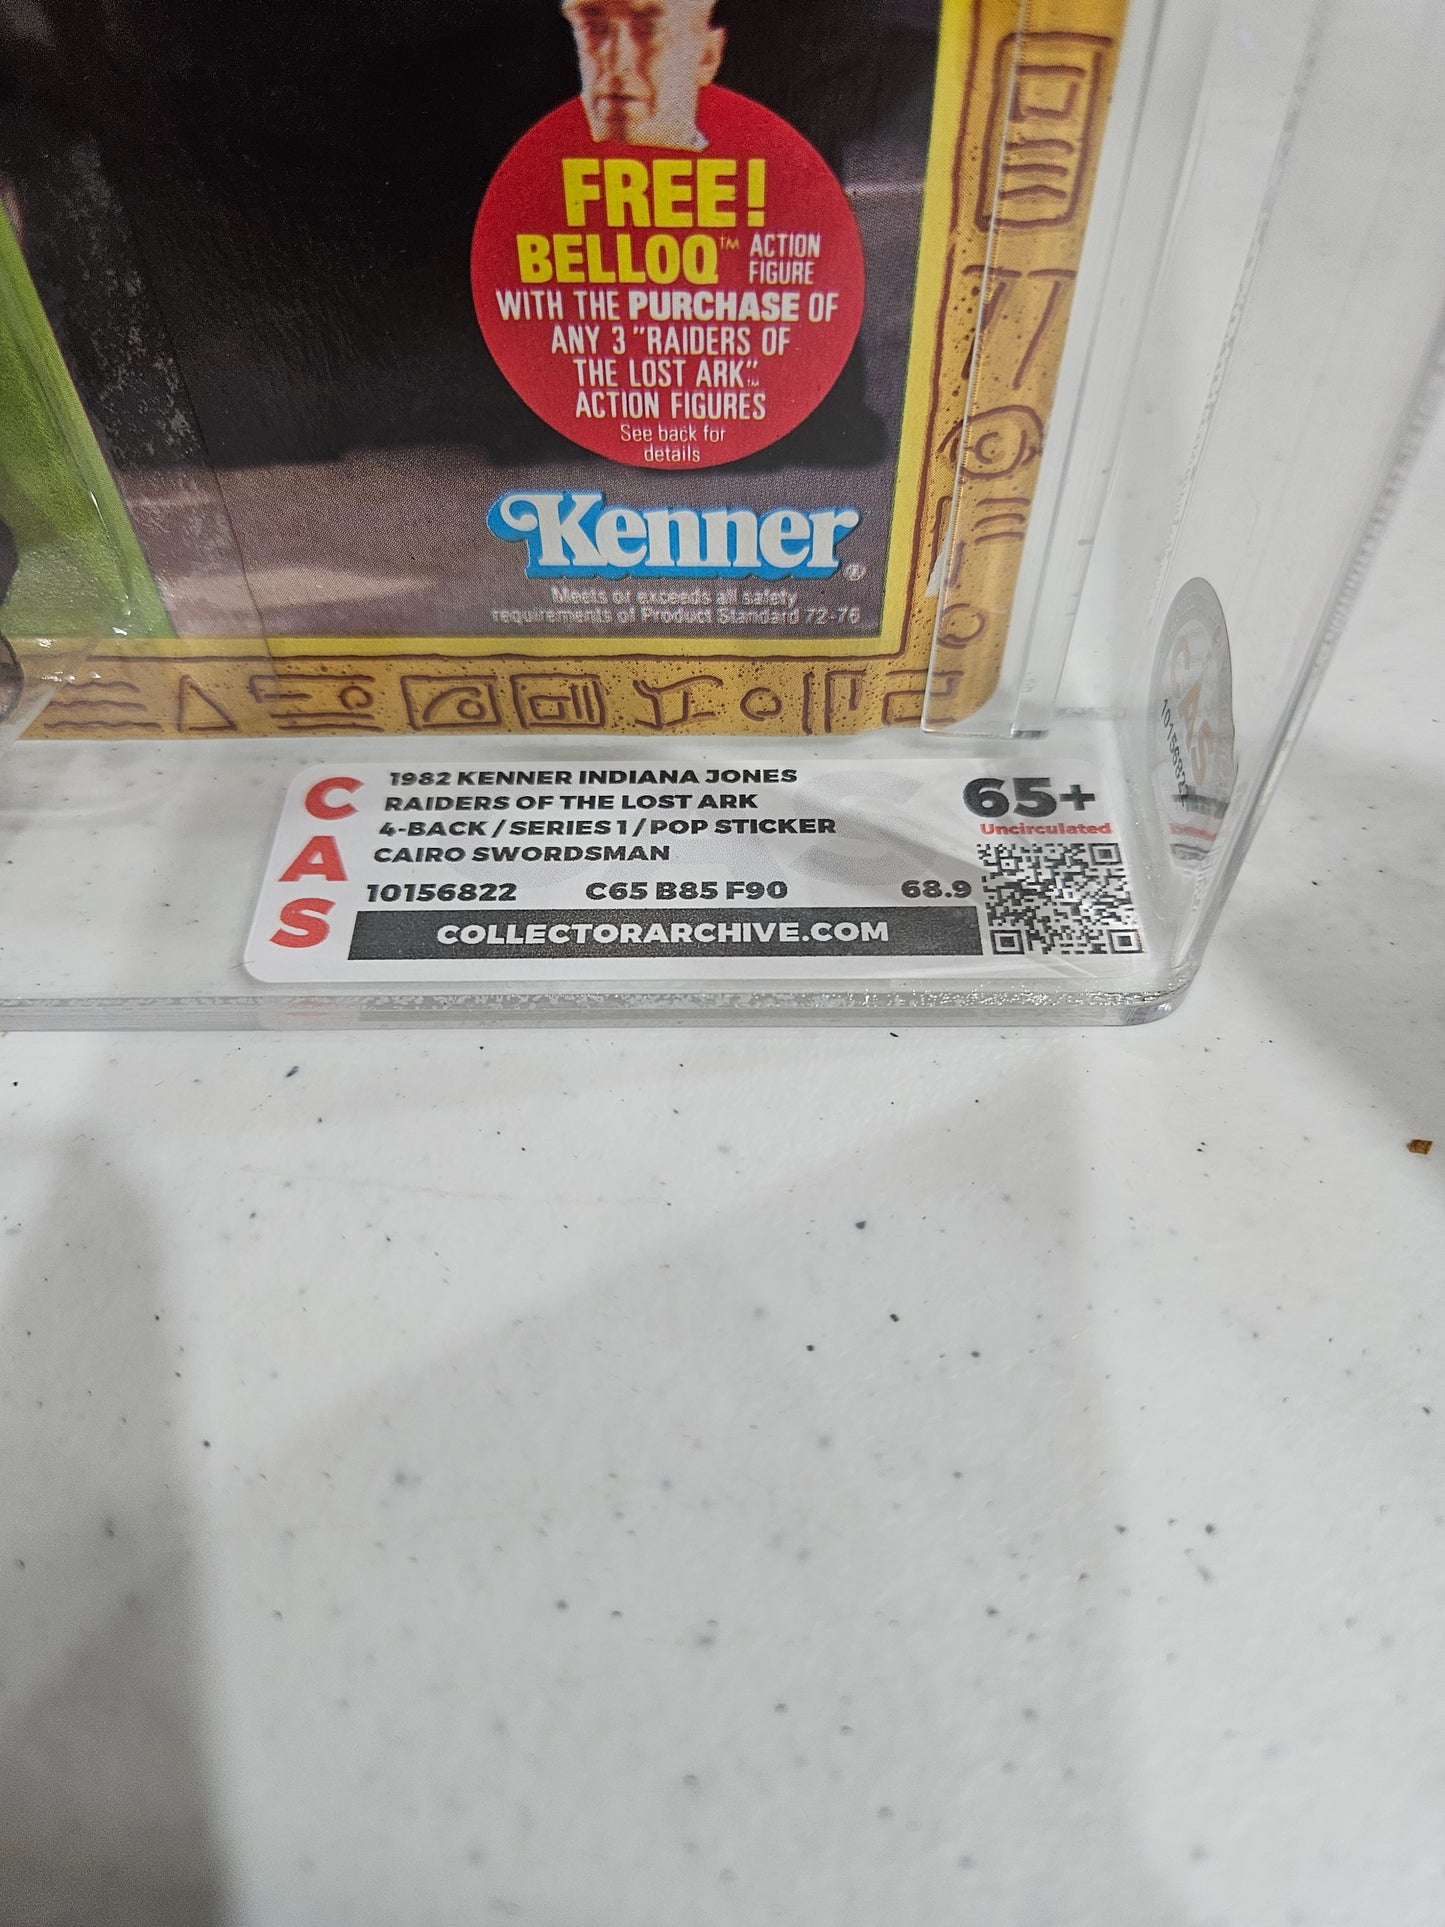 FREE!
BELLOQ™ ACTION FIGURE
WITH THE PURCHASE OF
ANY 3 "RAIDERS OF
THE LOST ARK"™
ACTION FIGURES
See back for
details
Kenner®
Meets or exceeds all safety
requirements of Product Standard 72-76
CAS
1982 KENNER INDIANA JONES
RAIDERS OF THE LOST ARK
4-BACK / SERIES 1 / POP STICKER
CAIRO SWORDSMAN
10156822 C65 B85 F90 68.9
65+
Uncirculated
COLLECTORARCHIVE.COM
CAS